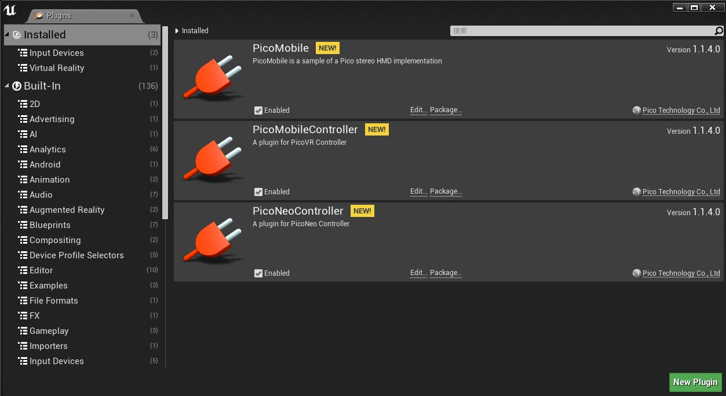 Plugins
Installed (3)
Input Devices (2)
Virtual Reality (1)
Built-In (136)
2D (1)
Advertising (1)
AI (1)
Analytics (6)
Android (1)
Animation (2)
Audio (7)
Augmented Reality (2)
Blueprints (7)
Compositing (2)
Device Profile Selectors (5)
Editor (10)
Examples (3)
File Formats (1)
FX (1)
Gameplay (3)
Importers (1)
Input Devices (5)
Installed
搜索
PicoMobile NEW! Version 1.1.4.0
PicoMobile is a sample of a Pico stereo HMD implementation
Enabled Edit... Package... Pico Technology Co., Ltd
PicoMobileController NEW! Version 1.1.4.0
A plugin for PicoVR Controller
Enabled Edit... Package... Pico Technology Co., Ltd
PicoNeoController NEW! Version 1.1.4.0
A plugin for PicoNeo Controller
Enabled Edit... Package... Pico Technology Co., Ltd
New Plugin